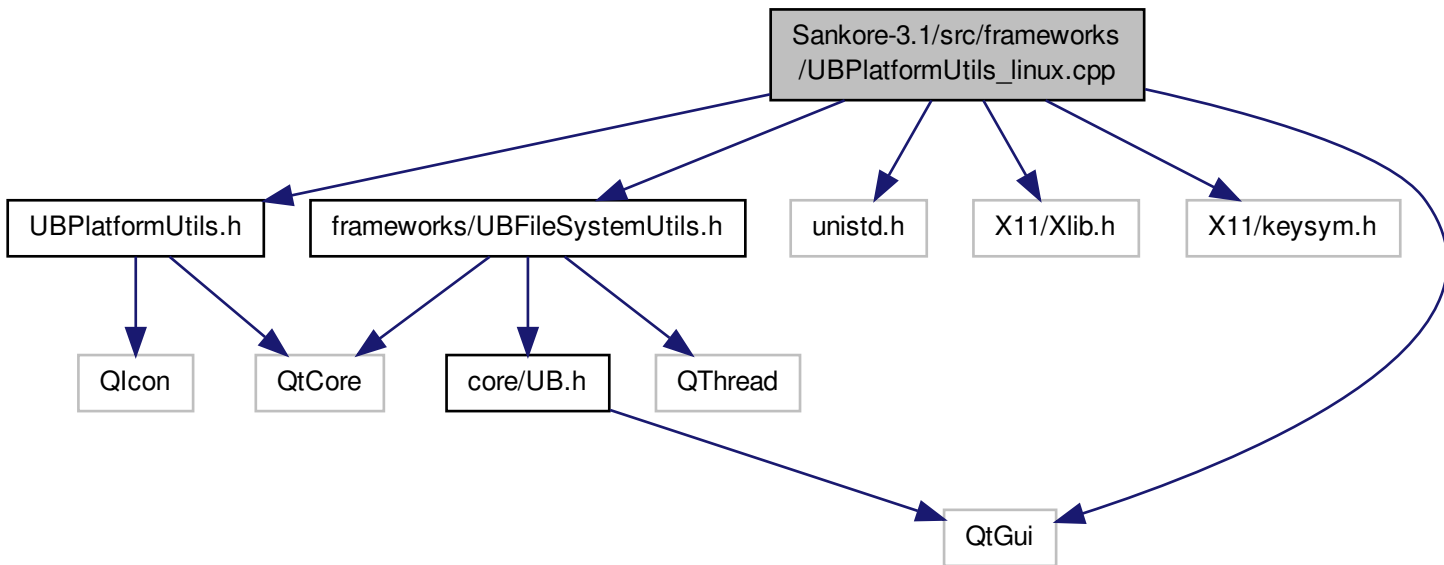 Sankore-3.1/src/frameworks
/UBPlatformUtils_linux.cpp
UBPlatformUtils.h
frameworks/UBFileSystemUtils.h
unistd.h
X11/Xlib.h
X11/keysym.h
QIcon
QtCore
core/UB.h
QThread
QtGui